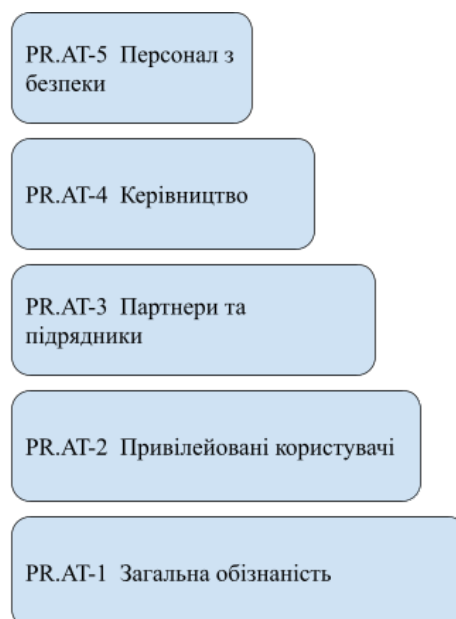 PR.AT-5 Персонал з
безпеки
PR.AT-4 Керівництво
PR.AT-3 Партнери та
підрядники
PR.AT-2 Привілейовані користувачі
PR.AT-1 Загальна обізнаність